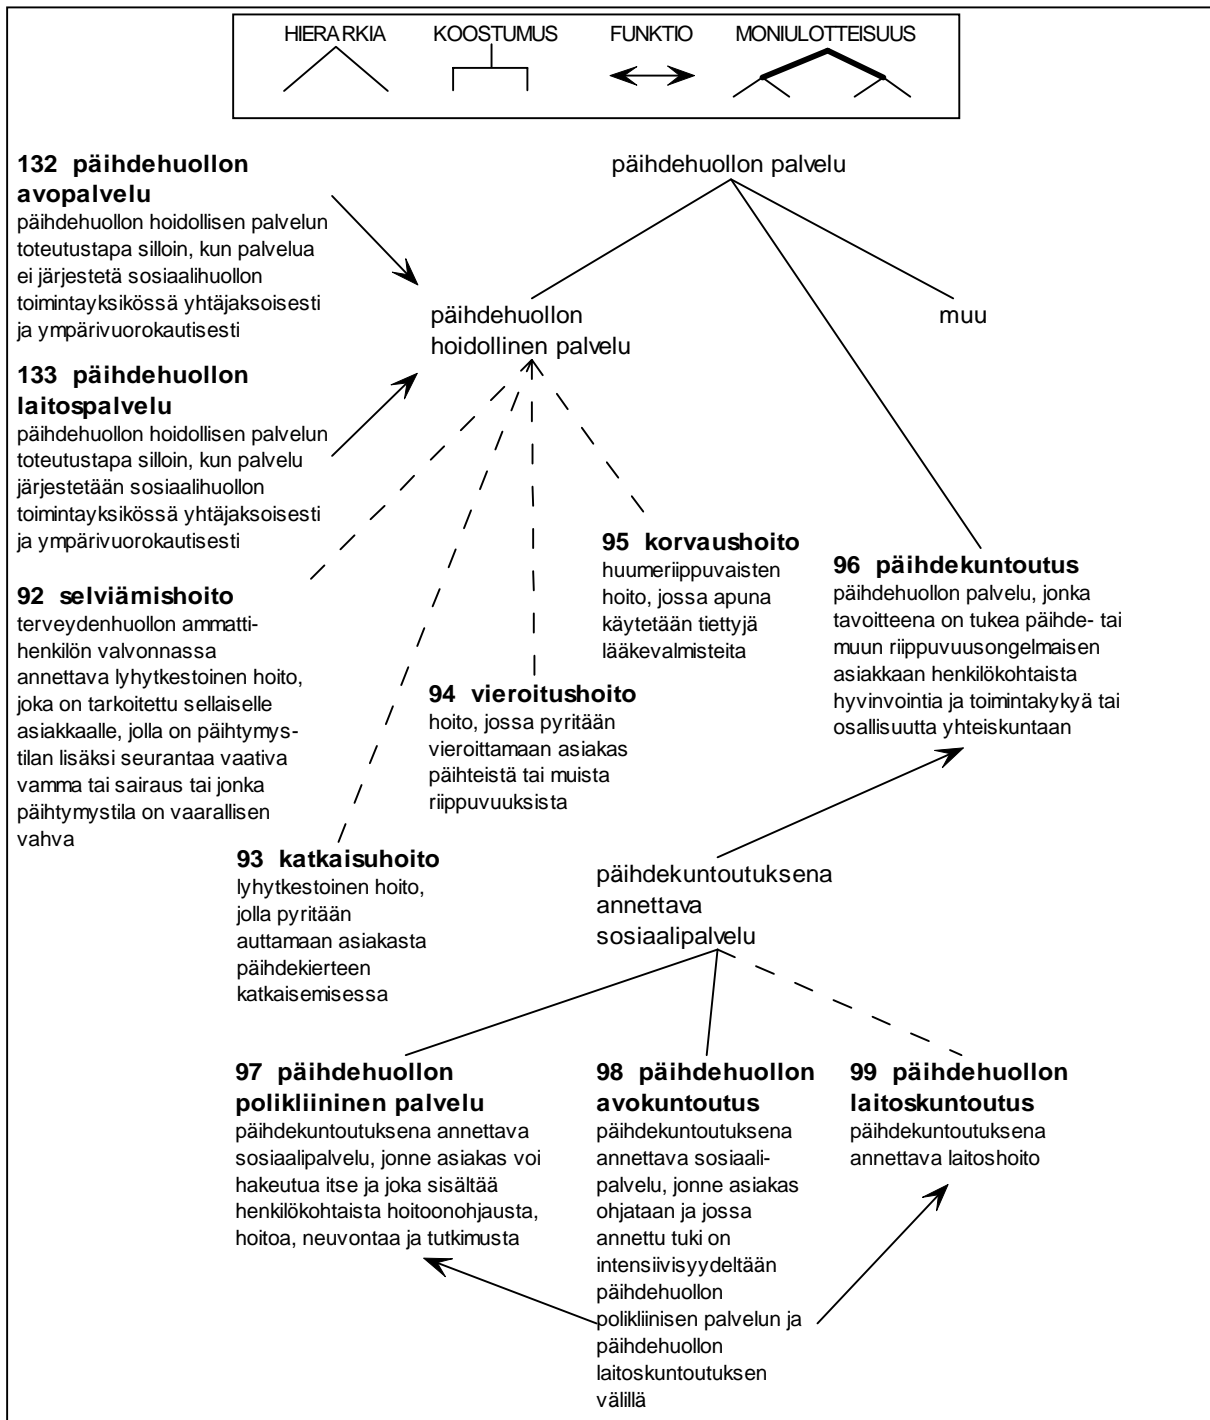 HIERARKIA KOOSTUMUS FUNKTIO MONIULOTTEISUUS
132 päihdehuollon
avopalvelu
päihdehuollon hoidollisen palvelun
toteutustapa silloin, kun palvelua
ei järjestetä sosiaalihuollon
toimintayksikössä yhtäjaksoisesti
ja ympärivuorokautisesti
päihdehuollon palvelu
päihdehuollon
hoidollinen palvelu
muu
133 päihdehuollon
laitospalvelu
päihdehuollon hoidollisen palvelun
toteutustapa silloin, kun palvelu
järjestetään sosiaalihuollon
toimintayksikössä yhtäjaksoisesti
ja ympärivuorokautisesti
92 selviämishoito
terveydenhuollon ammatti-
henkilön valvonnassa
annettava lyhytkestoinen hoito,
joka on tarkoitettu sellaiselle
asiakkaalle, jolla on päihtymys-
tilan lisäksi seurantaa vaativa
vamma tai sairaus tai jonka
päihtymystila on vaarallisen
vahva
95 korvaushoito
huumeriippuvaisten
hoito, jossa apuna
käytetään tiettyjä
lääkevalmisteita
96 päihdekuntoutus
päihdehuollon palvelu, jonka
tavoitteena on tukea päihde- tai
muun riippuvuusongelmaisen
asiakkaan henkilökohtaista
hyvinvointia ja toimintakykyä tai
osallisuutta yhteiskuntaan
94 vieroitushoito
hoito, jossa pyritään
vieroittamaan asiakas
päihteistä tai muista
riippuvuuksista
93 katkaisuhoito
lyhytkestoinen hoito,
jolla pyritään
auttamaan asiakasta
päihdekierteen
katkaisemisessa
päihdekuntoutuksena
annettava
sosiaalipalvelu
97 päihdehuollon
polikliininen palvelu
päihdekuntoutuksena annettava
sosiaalipalvelu, jonne asiakas voi
hakeutua itse ja joka sisältää
henkilökohtaista hoitoonohjausta,
hoitoa, neuvontaa ja tutkimusta
98 päihdehuollon
avokuntoutus
päihdekuntoutuksena
annettava sosiaali-
palvelu, jonne asiakas
ohjataan ja jossa
annettu tuki on
intensiivisyydeltään
päihdehuollon
polikliinisen palvelun ja
päihdehuollon
laitoskuntoutuksen
välillä
99 päihdehuollon
laitoskuntoutus
päihdekuntoutuksena
annettava laitoshoito